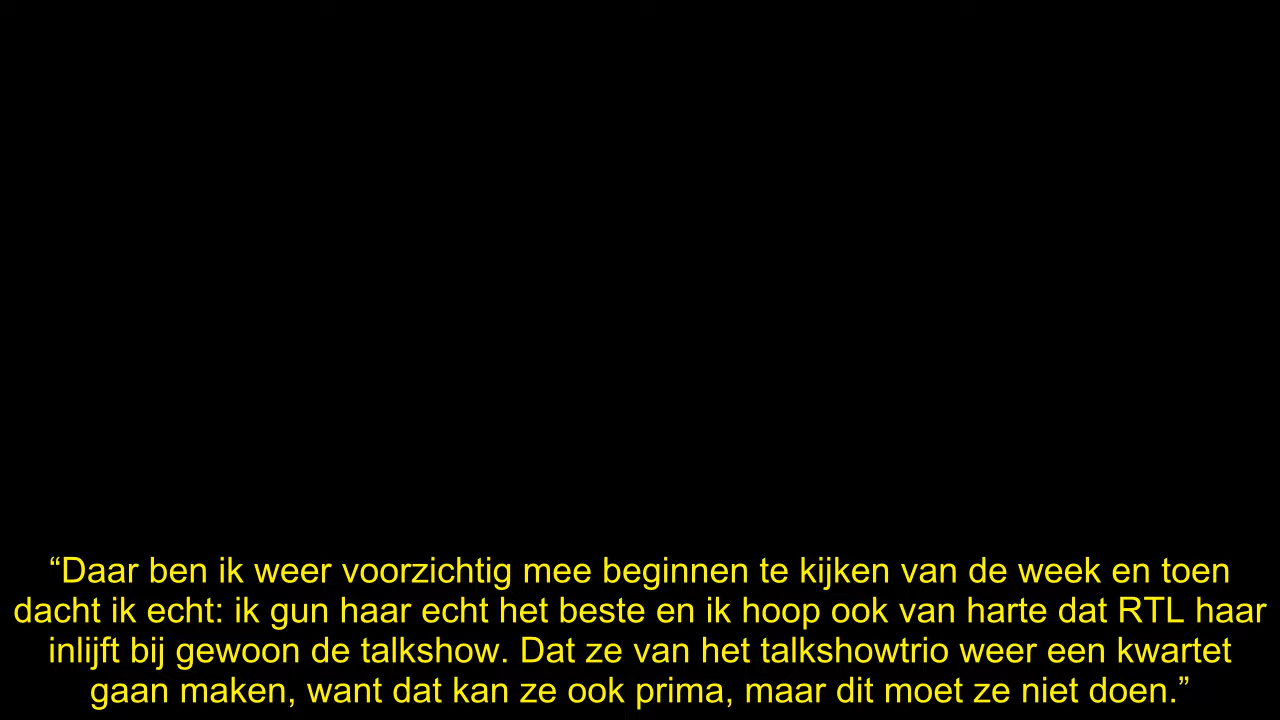 “Daar ben ik weer voorzichtig mee beginnen te kijken van de week en toen
dacht ik echt: ik gun haar echt het beste en ik hoop ook van harte dat RTL haar
inlijft bij gewoon de talkshow. Dat ze van het talkshowtrio weer een kwartet
gaan maken, want dat kan ze ook prima, maar dit moet ze niet doen.”